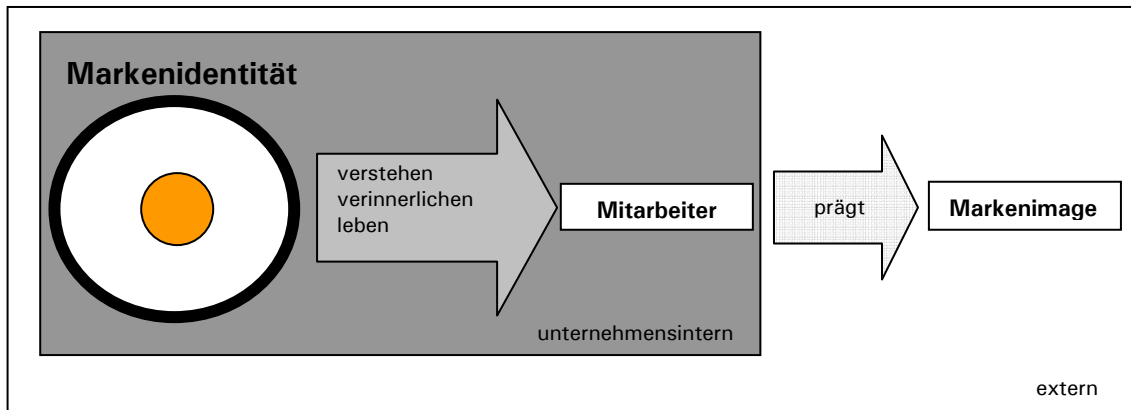 Markenidentität
verstehen
verinnerlichen
leben
Mitarbeiter
prägt
Markenimage
unternehmensintern
extern